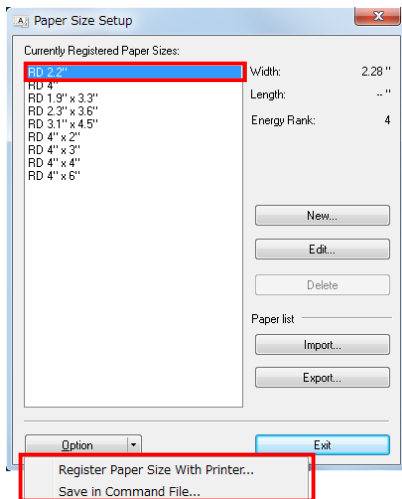 A Paper Size Setup
Currently Registered Paper Sizes:
RD 2.2"
RD 4"
RD 1.9" x 3.3"
RD 2.3" x 3.6"
RD 3.1" x 4.5"
RD 4" x 2"
RD 4" x 3"
RD 4" x 4"
RD 4" x 6"
Width: 2.28 "
Length: -- "
Energy Rank: 4
New...
Edit...
Delete
Paper list
Import...
Export...
Option
Exit
Register Paper Size With Printer...
Save in Command File...